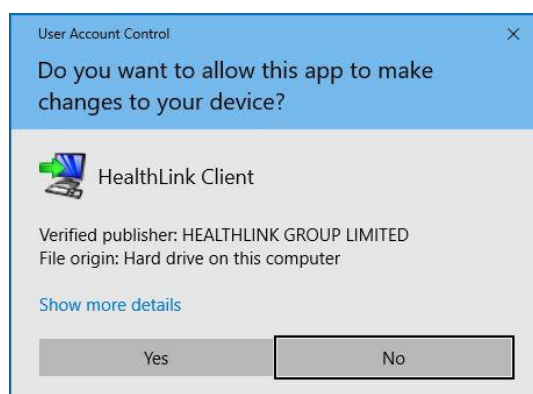 User Account Control
Do you want to allow this app to make
changes to your device?
HealthLink Client
Verified publisher: HEALTHLINK GROUP LIMITED
File origin: Hard drive on this computer
Show more details
Yes
No